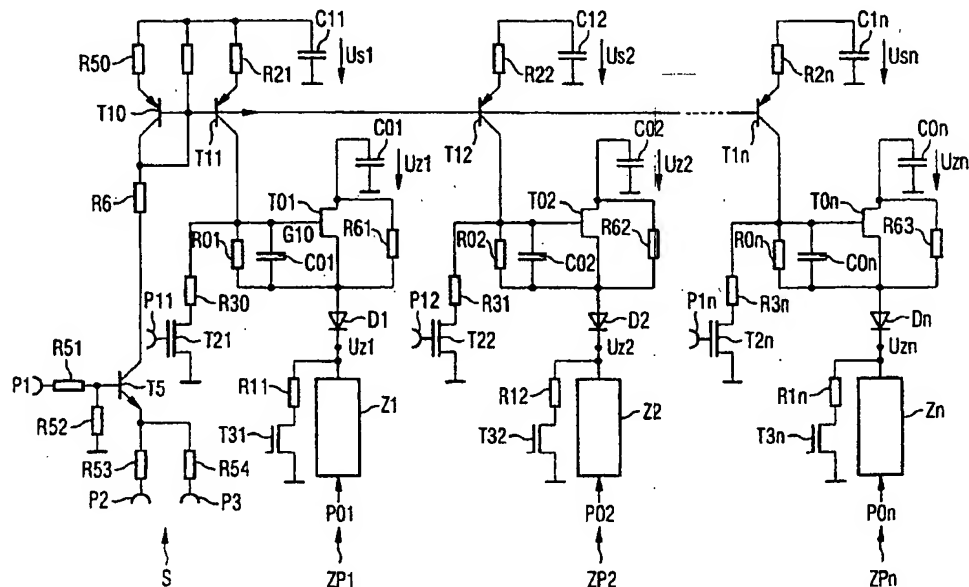 C11 C12 C1n
R50 R21 Us1 R22 Us2 R2n Usn
T10
T11 T12 T1n
C01 C02 C0n
R6 Uz1 Uz2 Uzn
T01 T02 T0n
R01 G10 R61 R02 R62 R0n R63
C01 C02 C0n
P11 R30 P12 R31 P1n R3n
D1 D2 Dn
T21 T22 T2n
R51 Uz1 Uz2 Uzn
P1 T5 R11 R12 R1n
R52 Z1 Z2 Zn
T31 T32 T3n
R53 R54
P2 P3
P01 P02 P0n
S ZP1 ZP2 ZPn